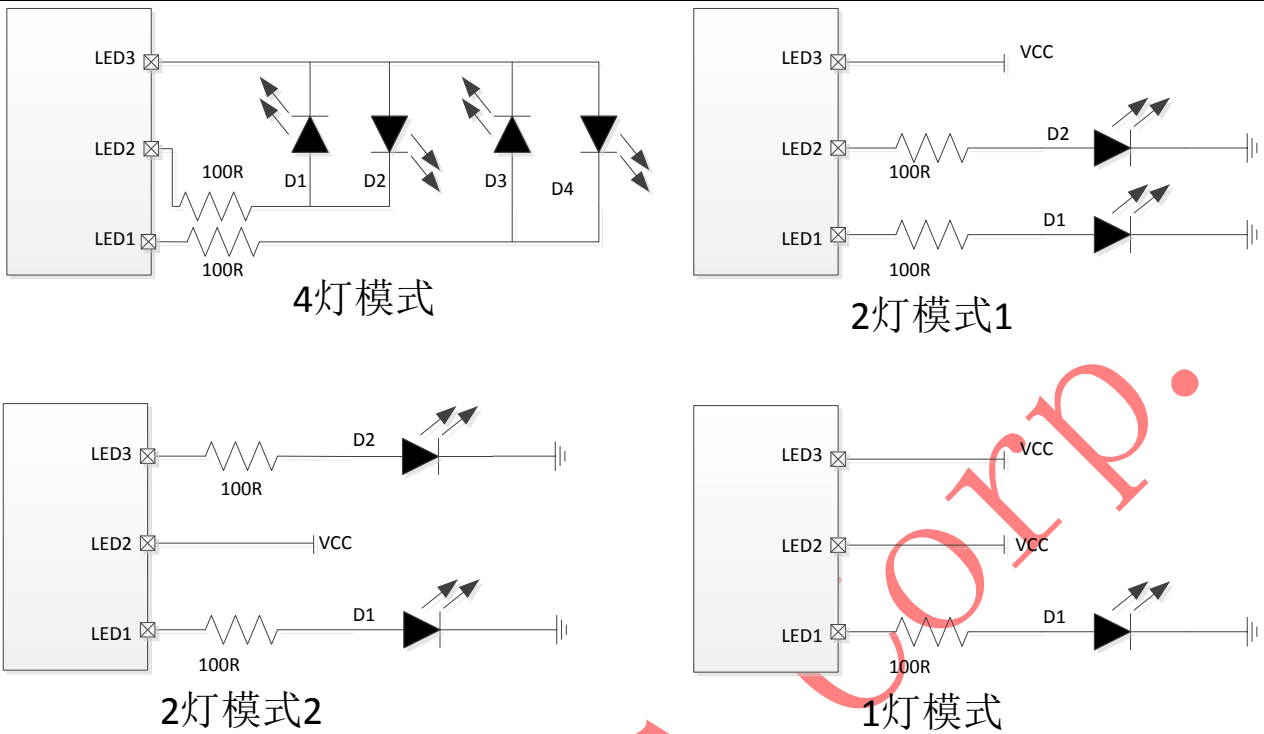 LED3
LED2
100R
D1
D2
D3
D4
LED1
100R
4灯模式
LED3
VCC
LED2
D2
100R
LED1
D1
100R
2灯模式1
LED3
D2
100R
LED2
VCC
LED1
D1
100R
2灯模式2
LED3
VCC
LED2
VCC
LED1
D1
100R
1灯模式
Corp.